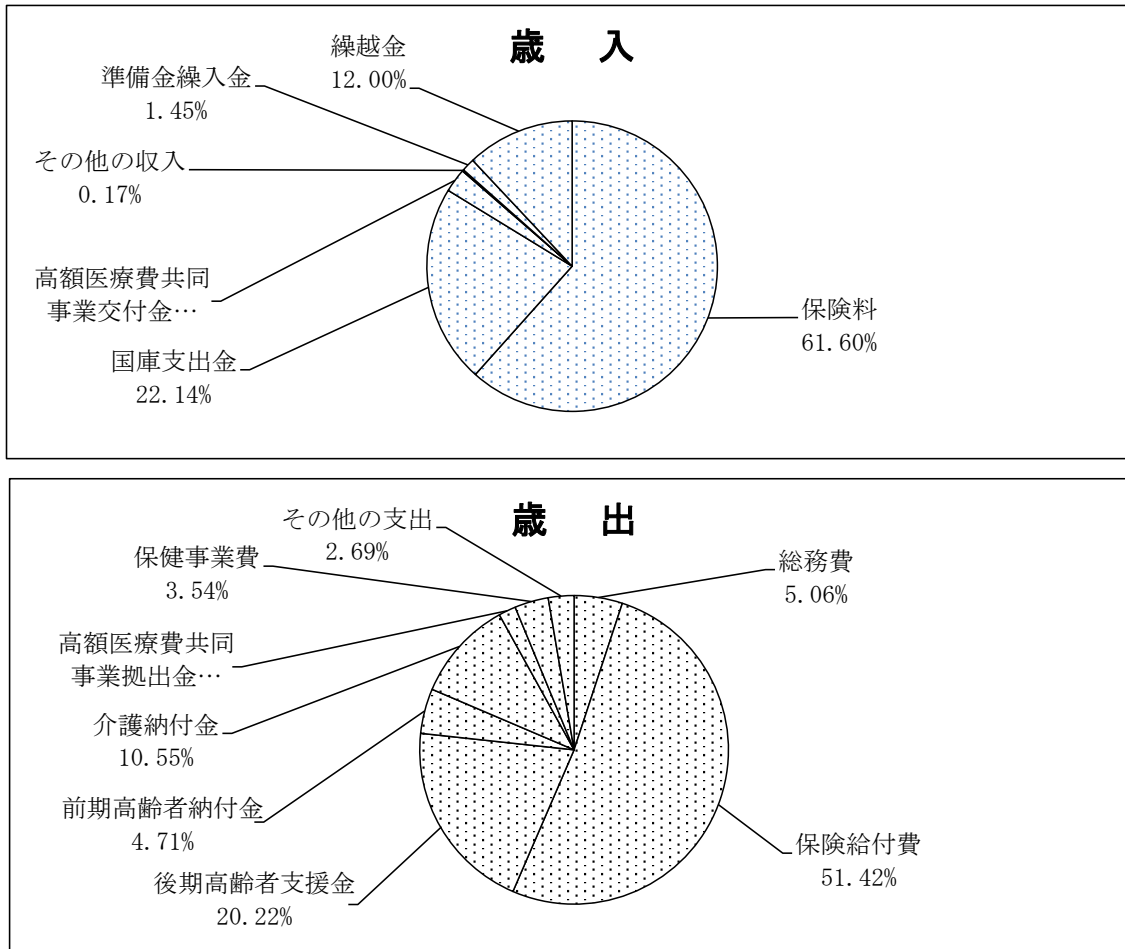 歳 入
繰越金
12.00%
準備金繰入金
1.45%
その他の収入
0.17%
高額医療費共同
事業交付金…
国庫支出金
22.14%
保険料
61.60%
歳 出
その他の支出
2.69%
保健事業費
3.54%
高額医療費共同
事業拠出金…
介護納付金
10.55%
前期高齢者納付金
4.71%
後期高齢者支援金
20.22%
総務費
5.06%
保険給付費
51.42%